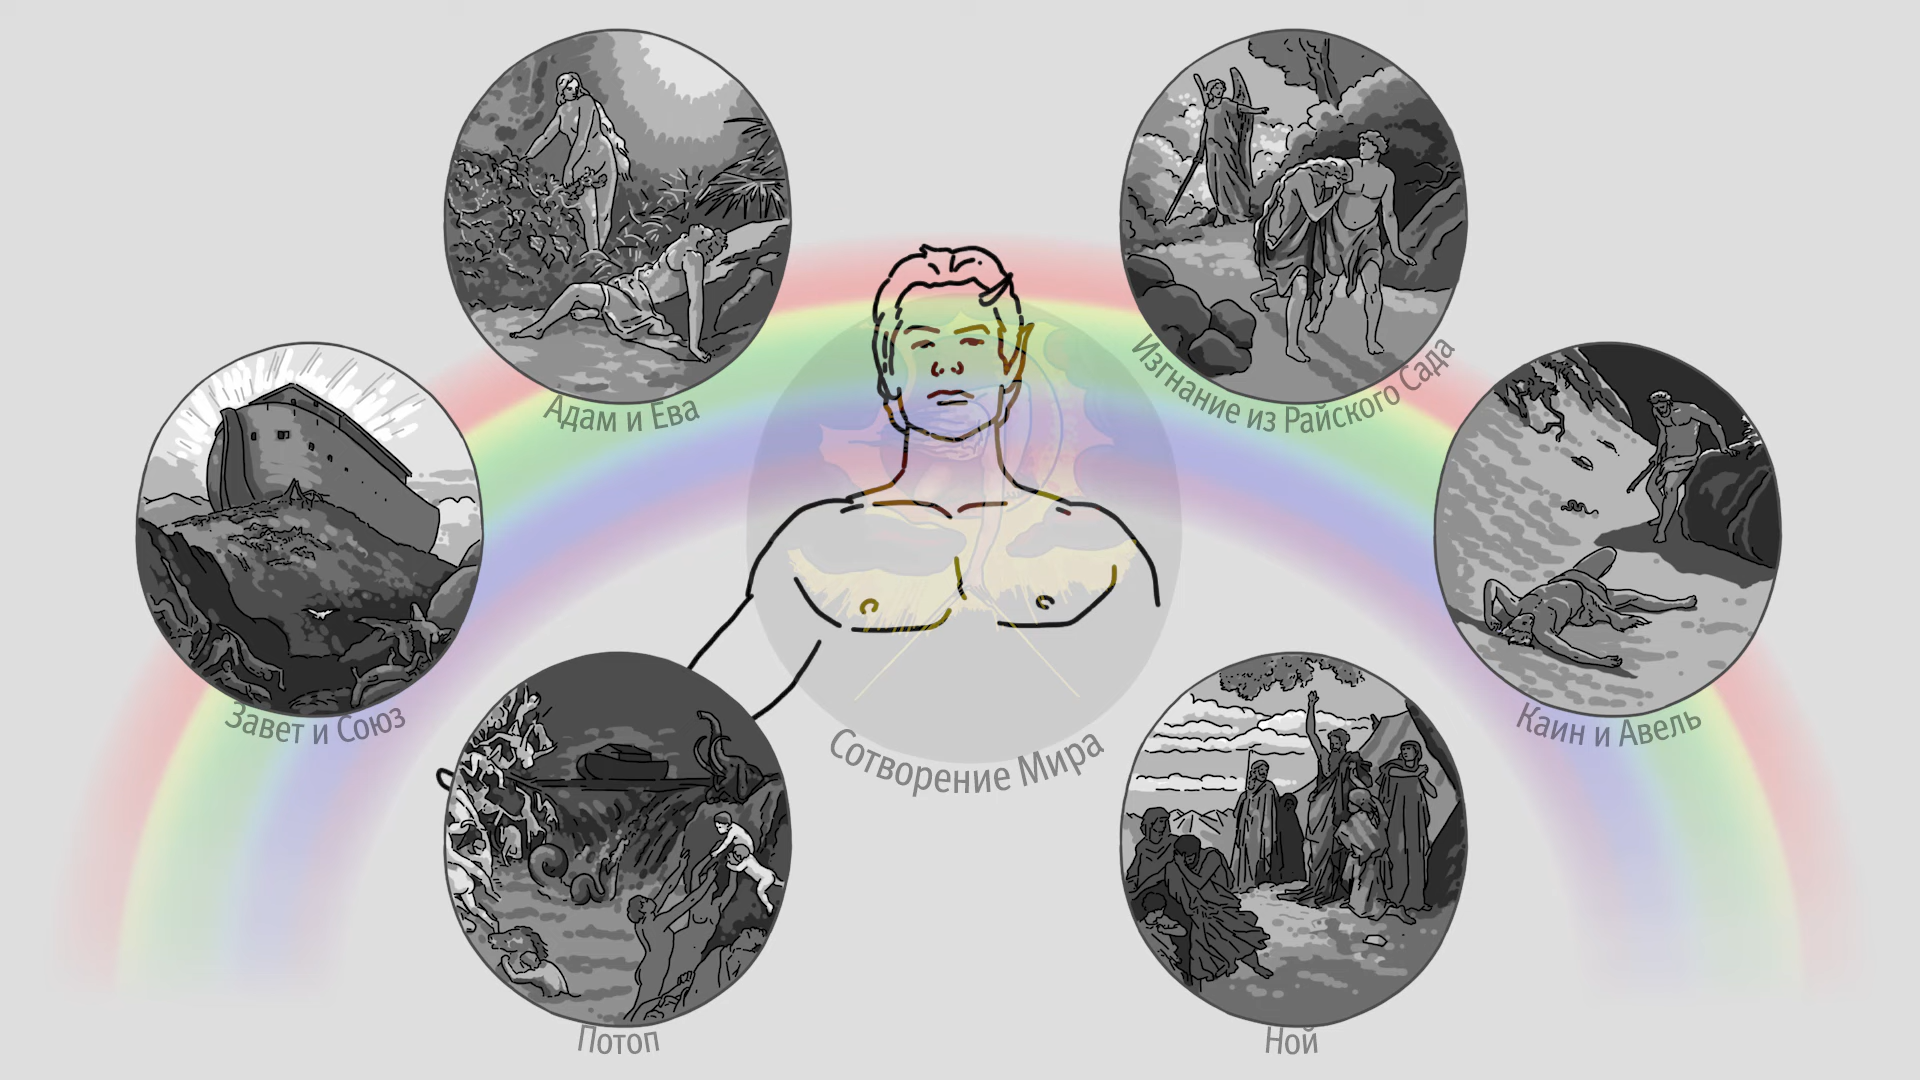 Адам и Ева
Изгнание из Райского Сада
Завет и Союз
Каин и Авель
Сотворение Мира
Потоп
Ной